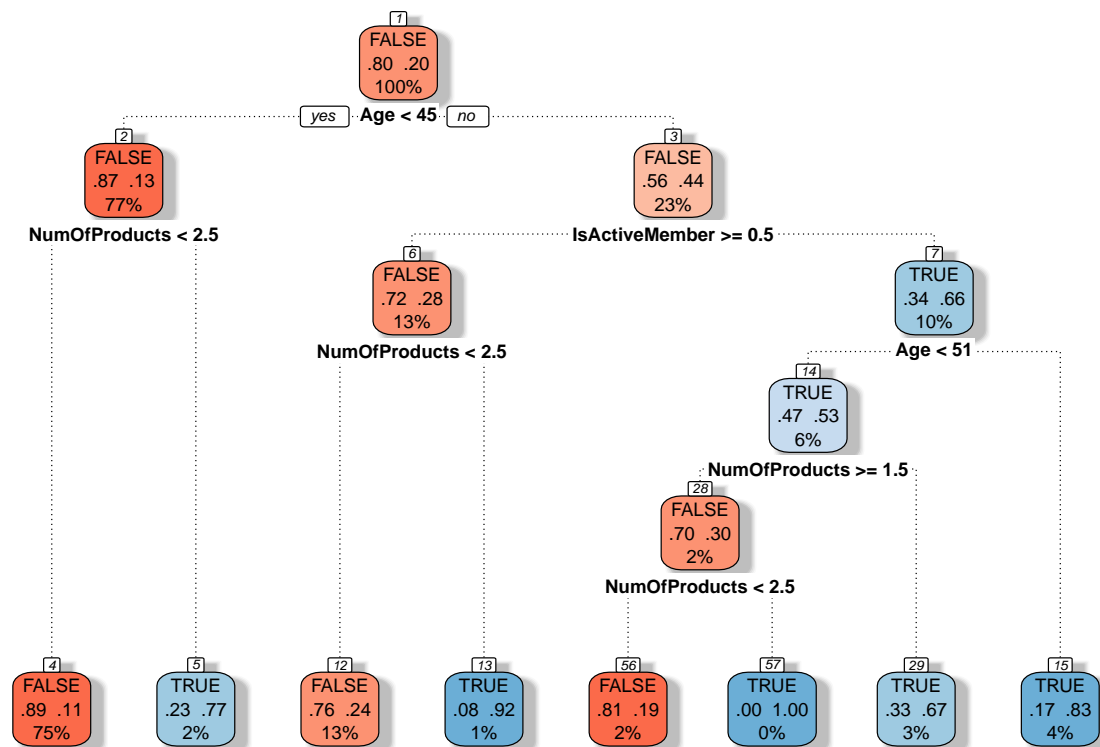 1
FALSE
.80 .20
100%
yes Age < 45 no
2
FALSE
.87 .13
77%
NumOfProducts < 2.5
3
FALSE
.56 .44
23%
IsActiveMember >= 0.5
6
FALSE
.72 .28
13%
NumOfProducts < 2.5
7
TRUE
.34 .66
10%
Age < 51
14
TRUE
.47 .53
6%
NumOfProducts >= 1.5
28
FALSE
.70 .30
2%
NumOfProducts < 2.5
4
FALSE
.89 .11
75%
5
TRUE
.23 .77
2%
12
FALSE
.76 .24
13%
13
TRUE
.08 .92
1%
56
FALSE
.81 .19
2%
57
TRUE
.00 1.00
0%
29
TRUE
.33 .67
3%
15
TRUE
.17 .83
4%